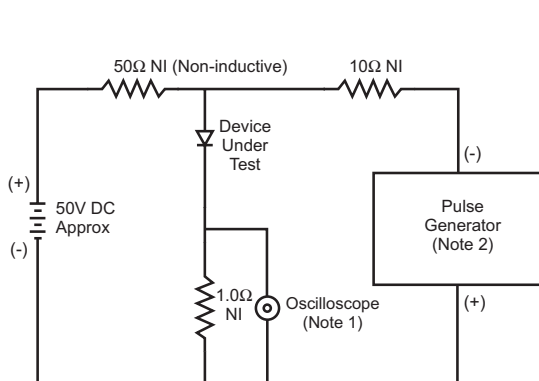 50Ω NI (Non-inductive)
10Ω NI
Device
Under
Test
(-)
(+)
50V DC
Approx
(-)
Pulse
Generator
(Note 2)
1.0Ω
NI
Oscilloscope
(Note 1)
(+)